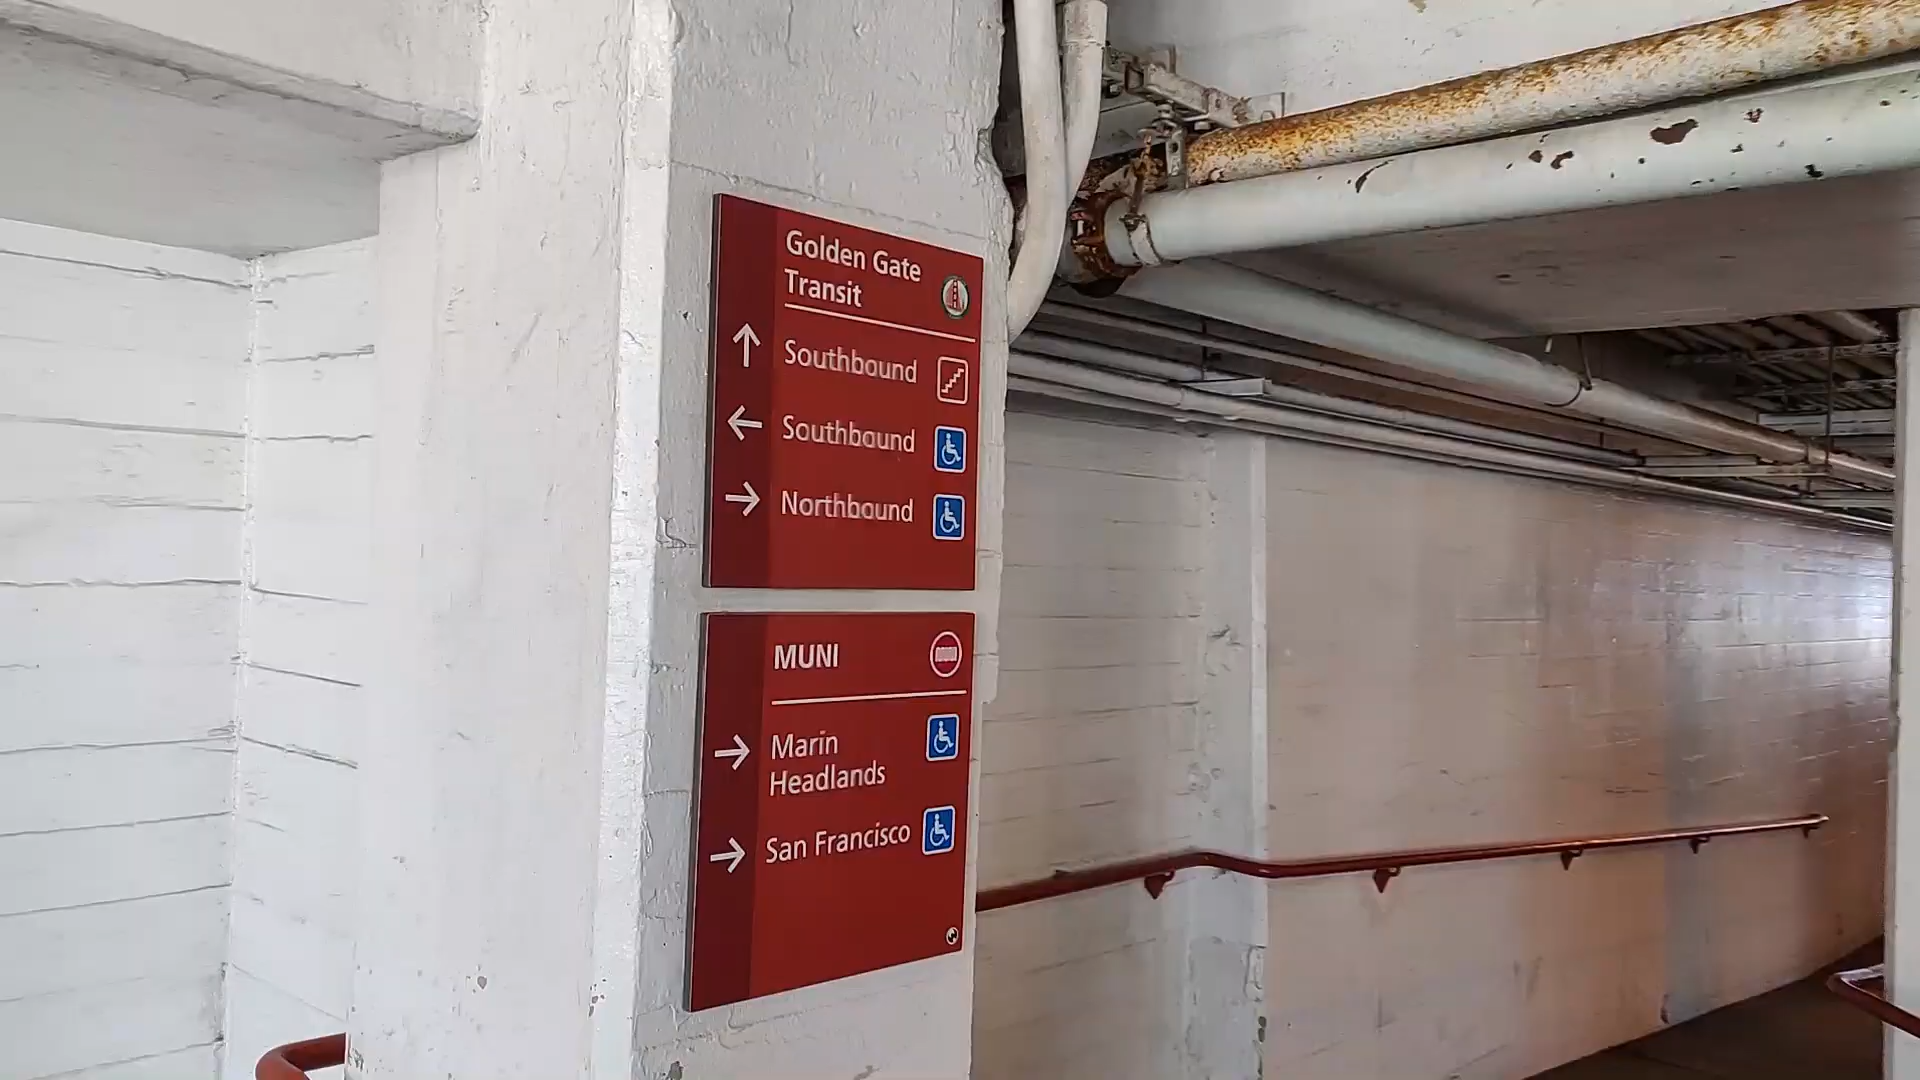 Golden Gate
Transit
↑ Southbound
← Southbound
→ Northbound
MUNI
→ Marin
Headlands
→ San Francisco